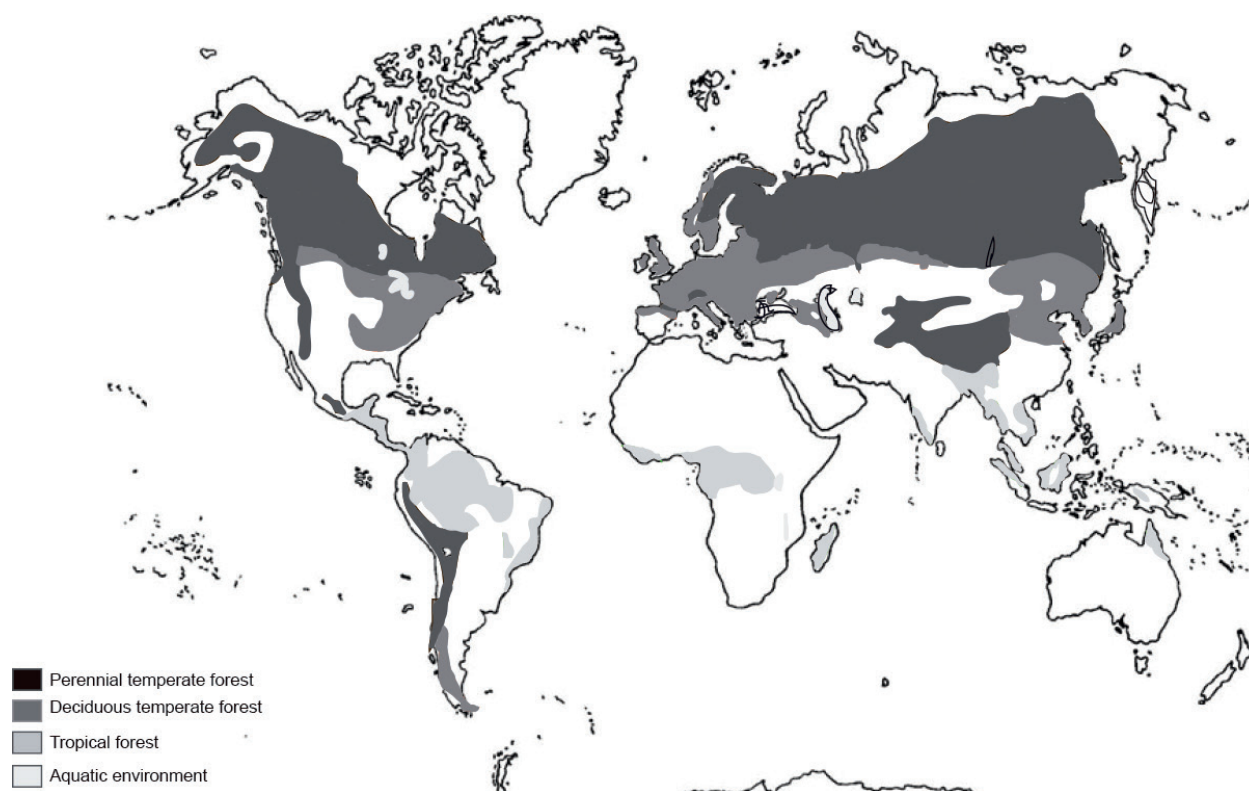 Perennial temperate forest
Deciduous temperate forest
Tropical forest
Aquatic environment